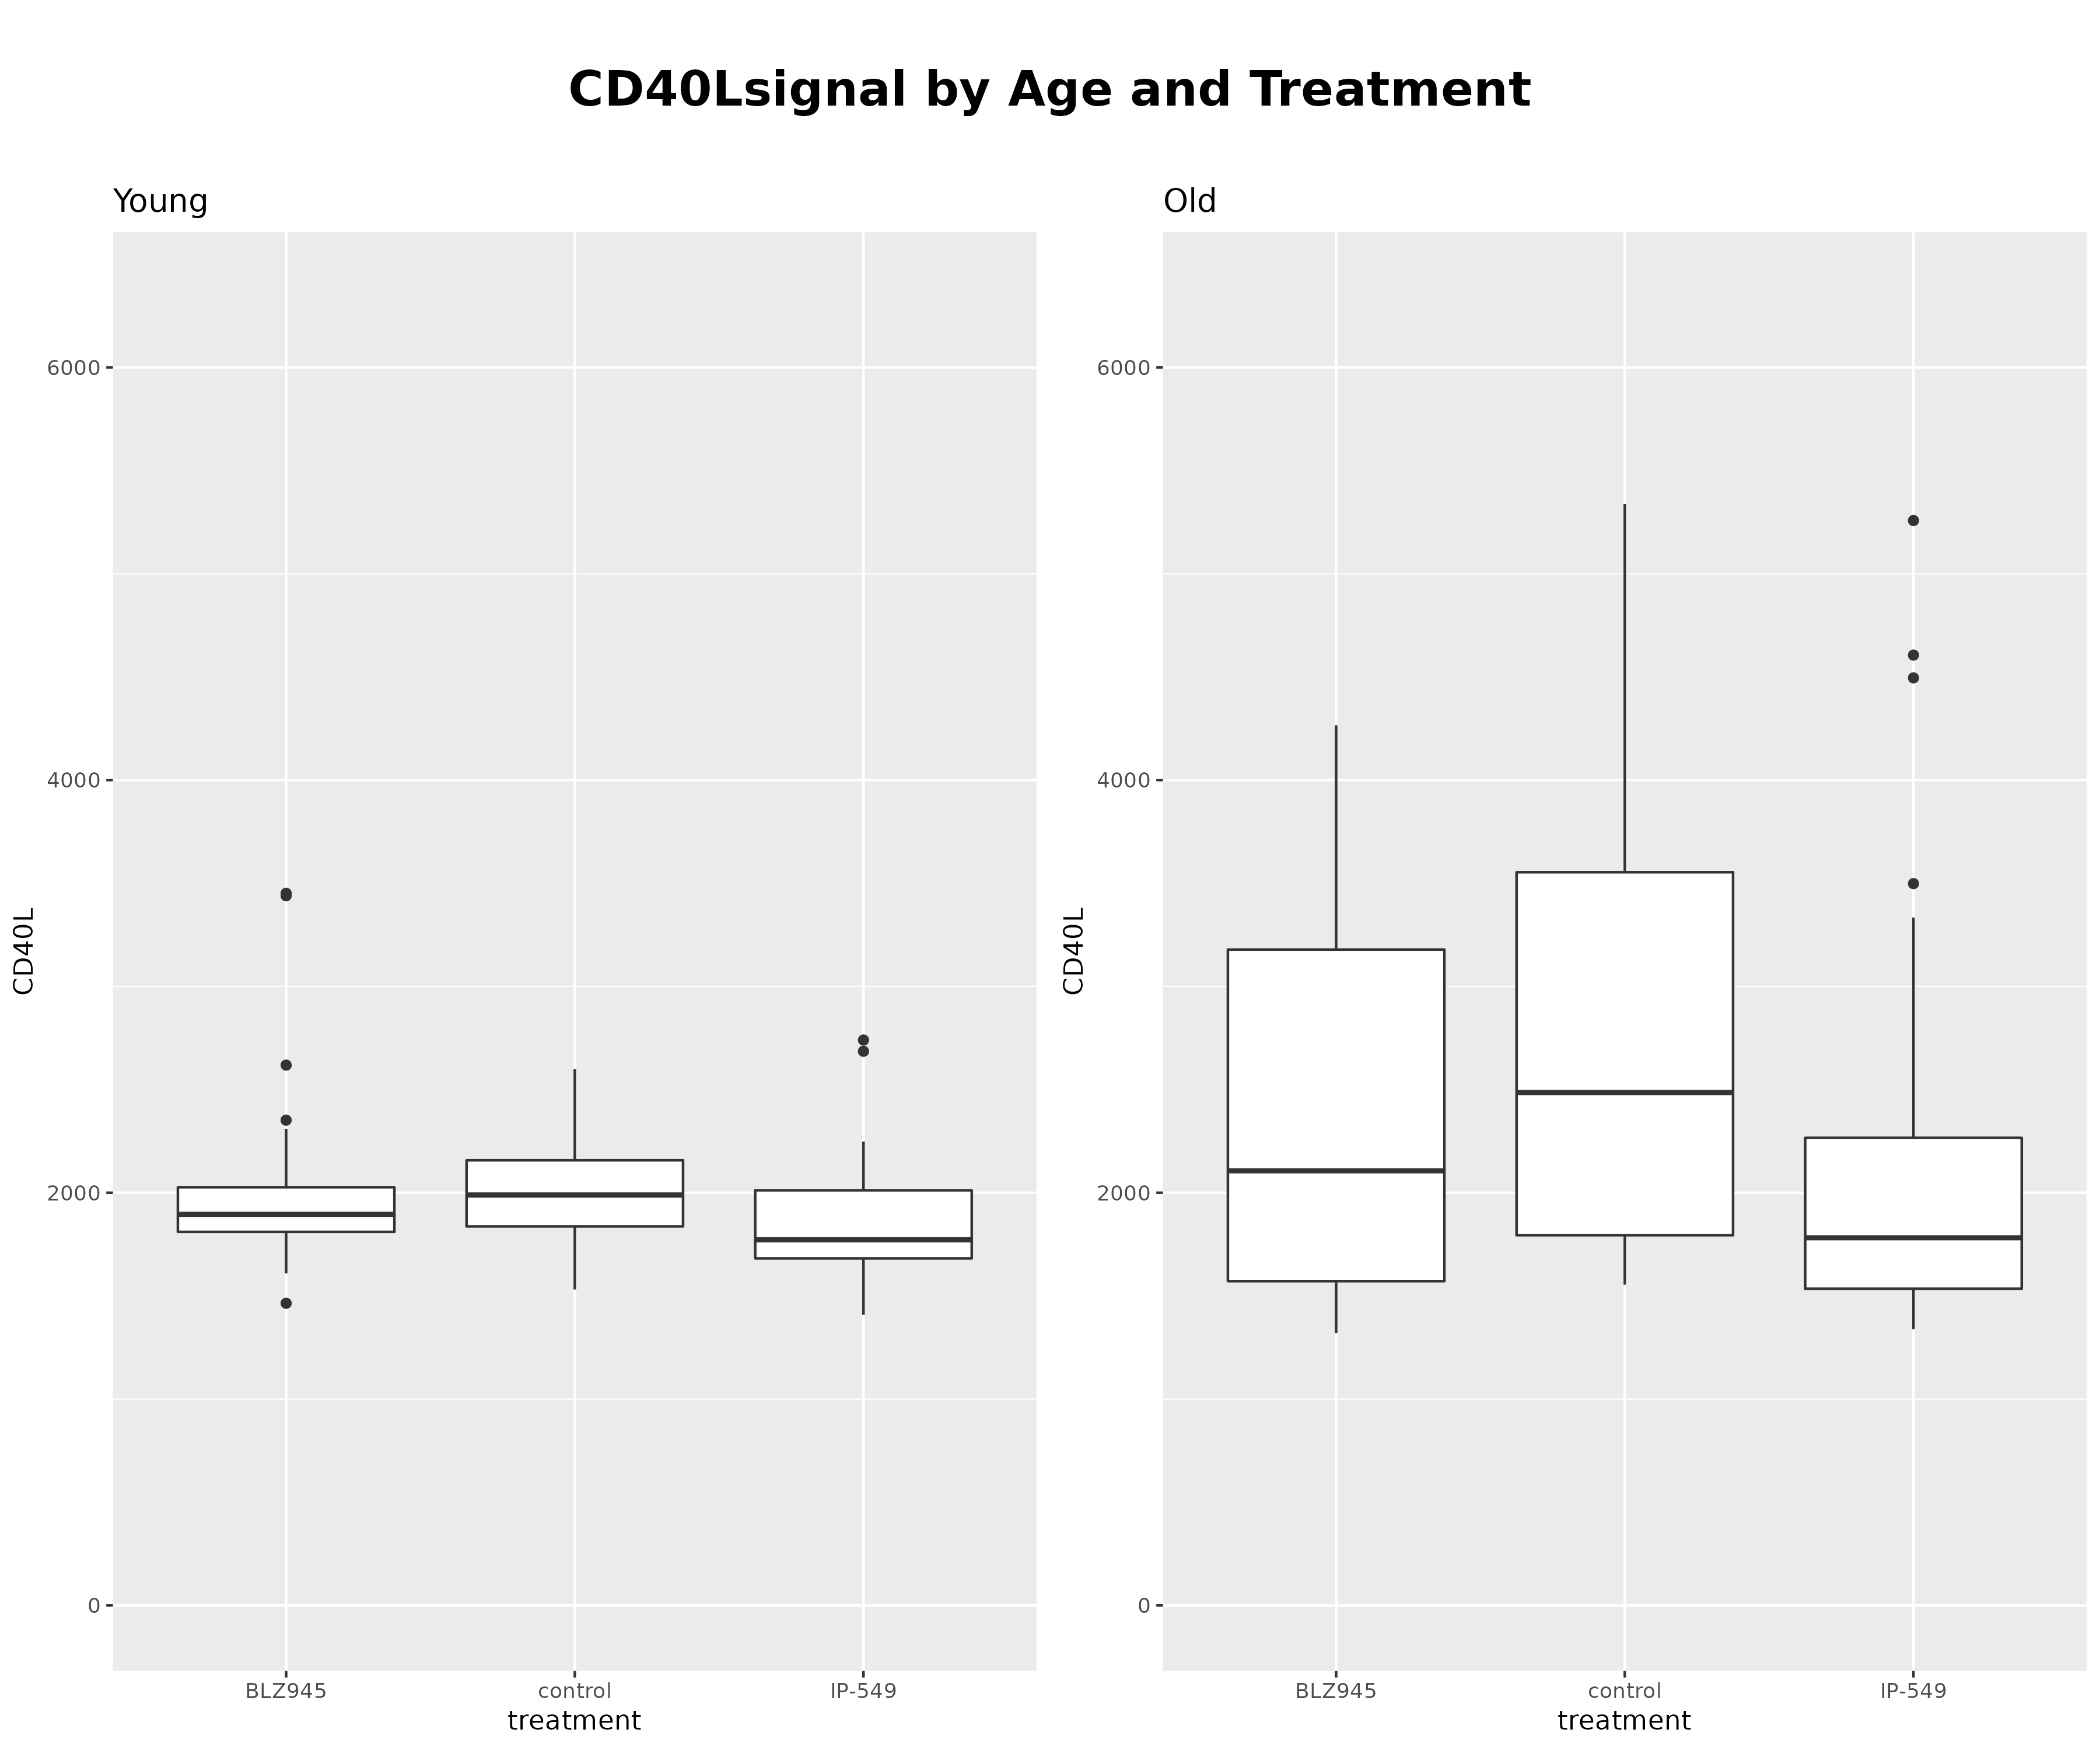 CD40Lsignal by Age and Treatment
Young
6000
4000
2000
0
CD40L
BLZ945 control IP-549
treatment
Old
6000
4000
2000
0
CD40L
BLZ945 control IP-549
treatment